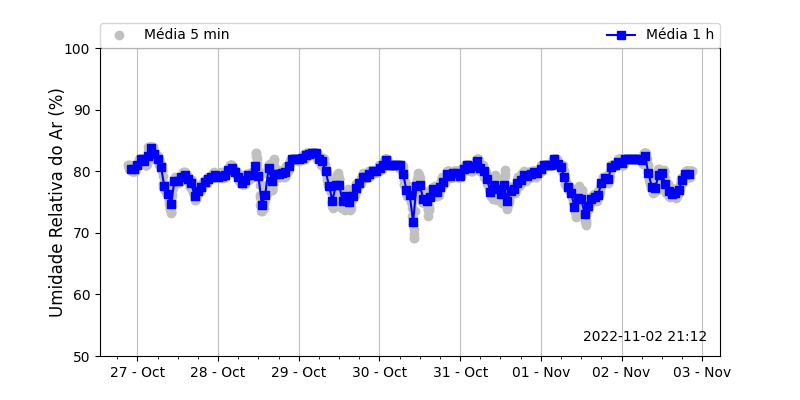 Média 5 min
Média 1 h
Umidade Relativa do Ar (%)
100
90
80
70
60
50
2022-11-02 21:12
27 - Oct
28 - Oct
29 - Oct
30 - Oct
31 - Oct
01 - Nov
02 - Nov
03 - Nov